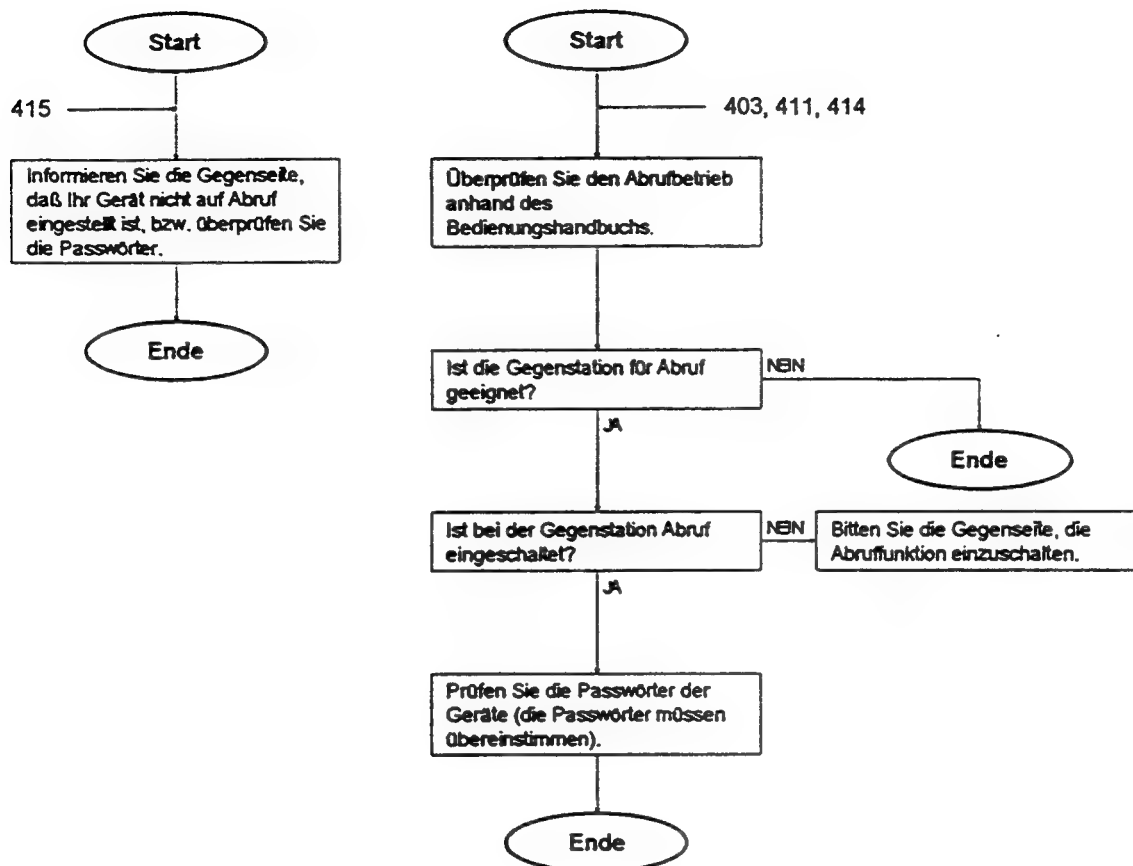 Start
415
Informieren Sie die Gegenseite,
daß Ihr Gerät nicht auf Abruf
eingestellt ist, bzw. überprüfen Sie
die Passwörter.
Ende
Start
403, 411, 414
Überprüfen Sie den Abrufbetrieb
anhand des
Bedienungshandbuchs.
Ist die Gegenstation für Abruf
geeignet?
NEIN
JA
Ende
Ist bei der Gegenstation Abruf
eingeschaltet?
NEIN
Bitten Sie die Gegenseite, die
Abruffunktion einzuschalten.
JA
Prüfen Sie die Passwörter der
Geräte (die Passwörter müssen
übereinstimmen).
Ende